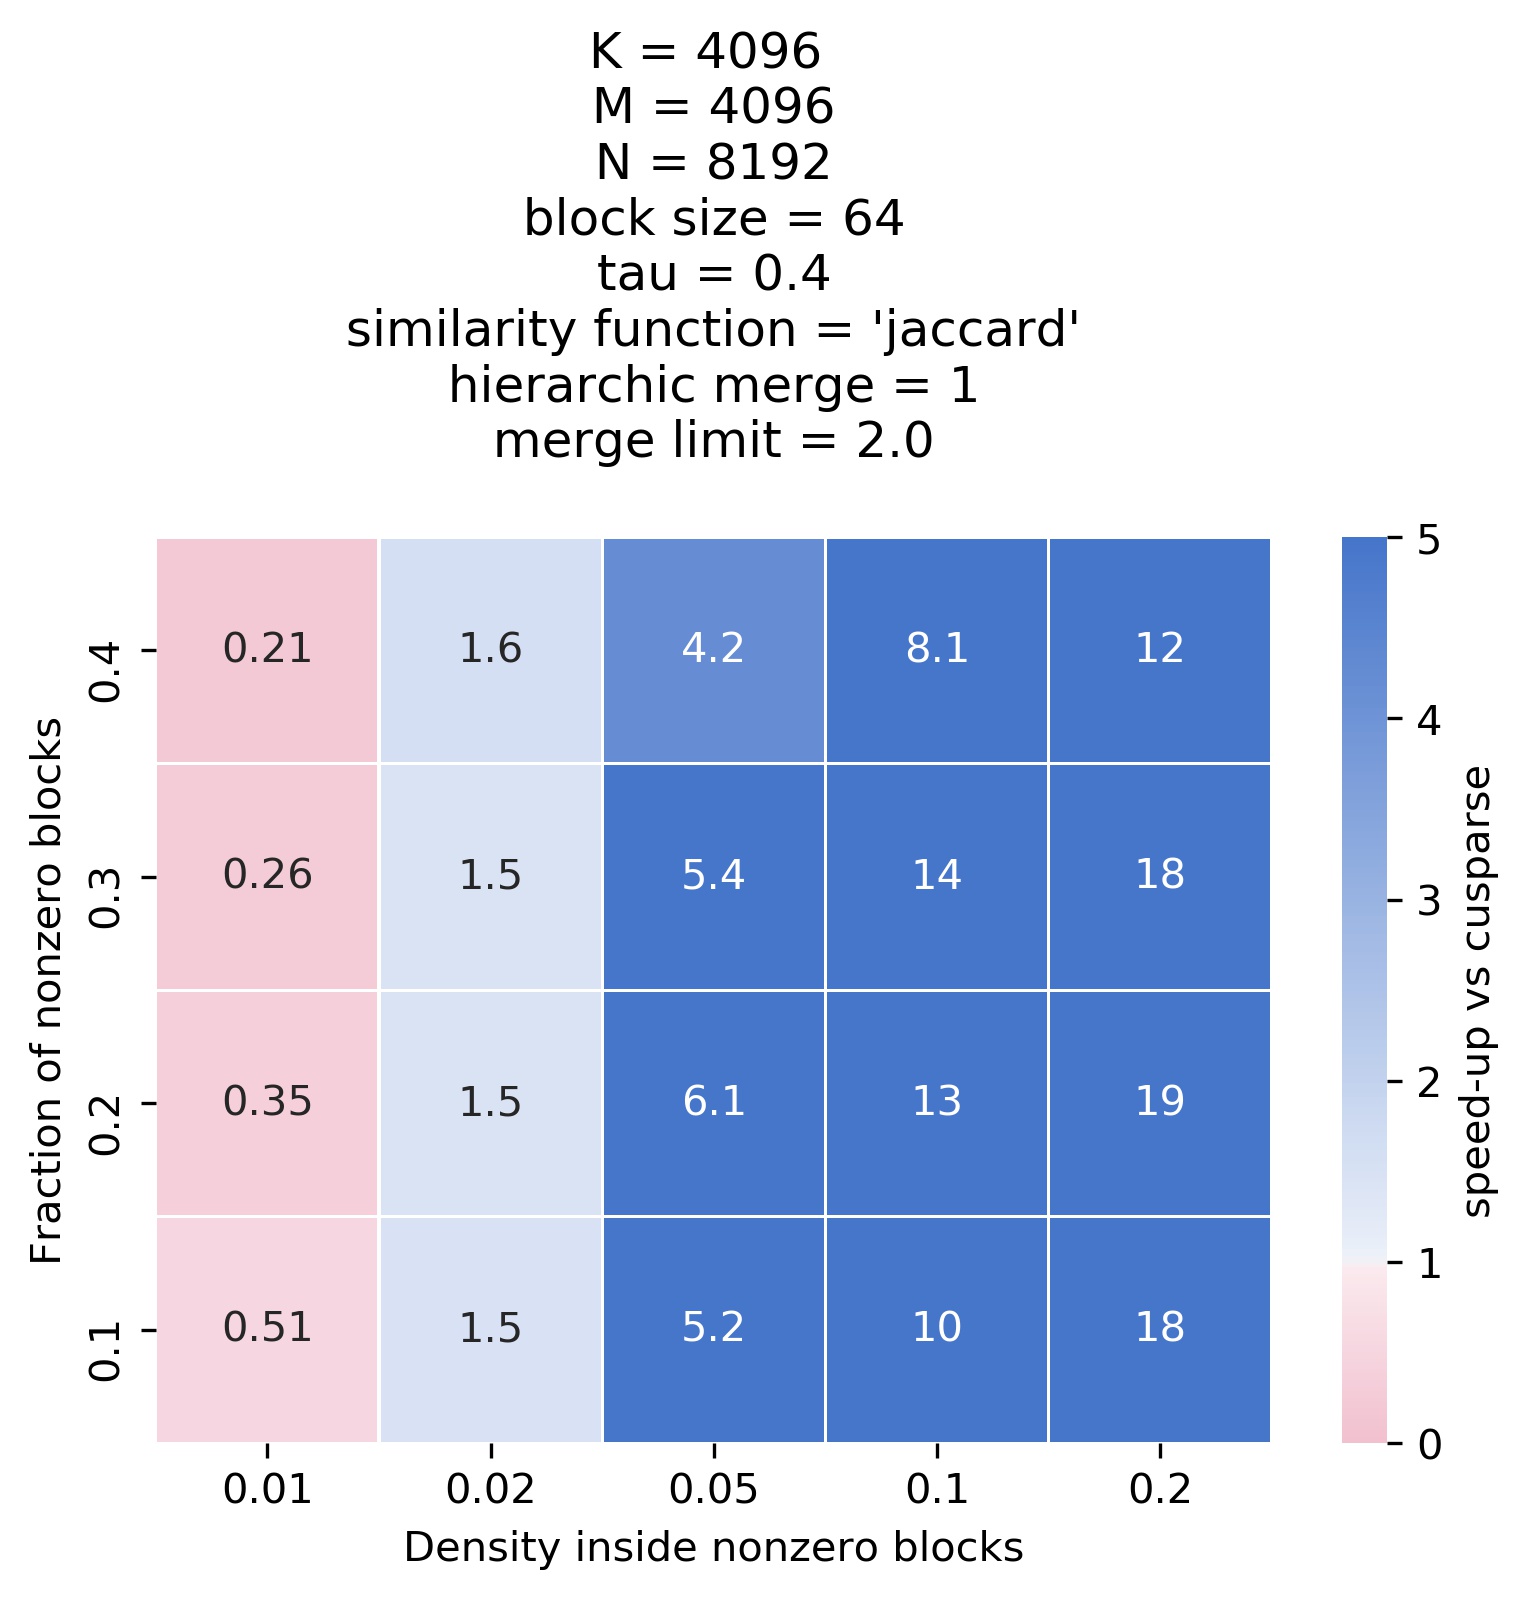 K = 4096
M = 4096
N = 8192
block size = 64
tau = 0.4
similarity function = 'jaccard'
hierarchic merge = 1
merge limit = 2.0
Fraction of nonzero blocks
0.4
0.21 1.6 4.2 8.1 12
0.3
0.26 1.5 5.4 14 18
0.2
0.35 1.5 6.1 13 19
0.1
0.51 1.5 5.2 10 18
0.01 0.02 0.05 0.1 0.2
Density inside nonzero blocks
5
4
3
2
1
0
speed-up vs cusparse